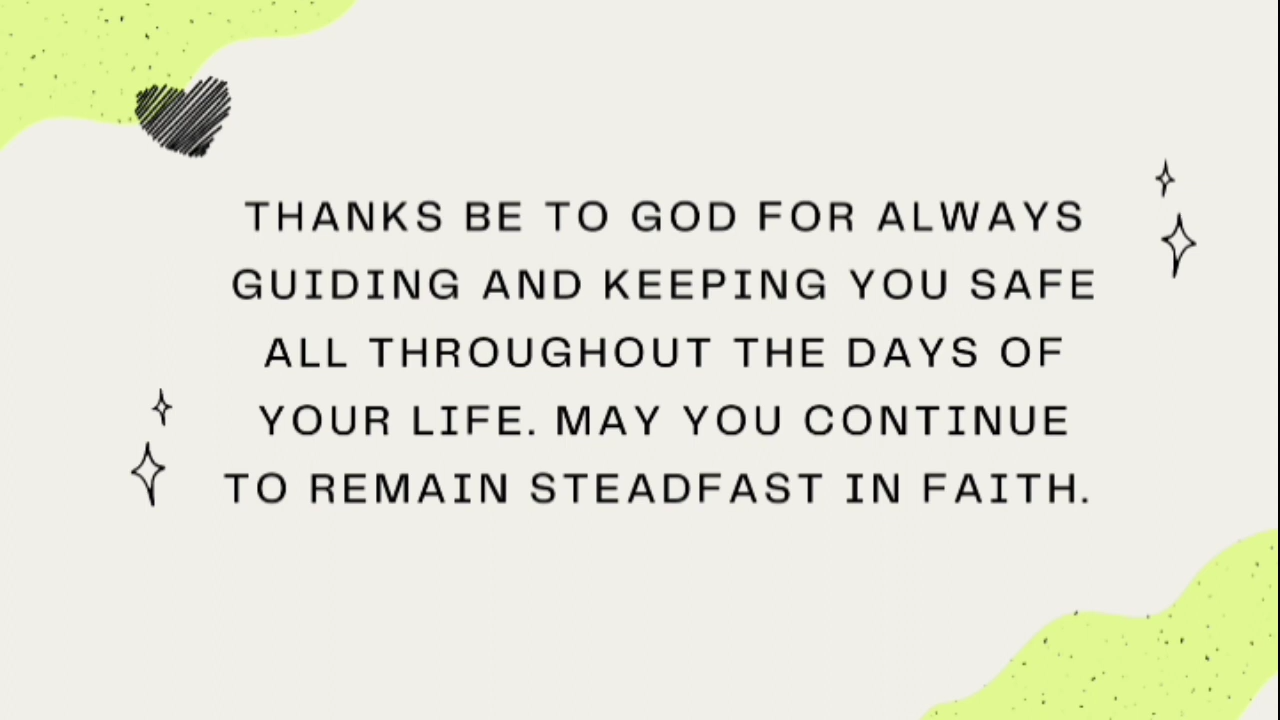 THANKS BE TO GOD FOR ALWAYS
GUIDING AND KEEPING YOU SAFE
ALL THROUGHOUT THE DAYS OF
YOUR LIFE. MAY YOU CONTINUE
TO REMAIN STEADFAST IN FAITH.